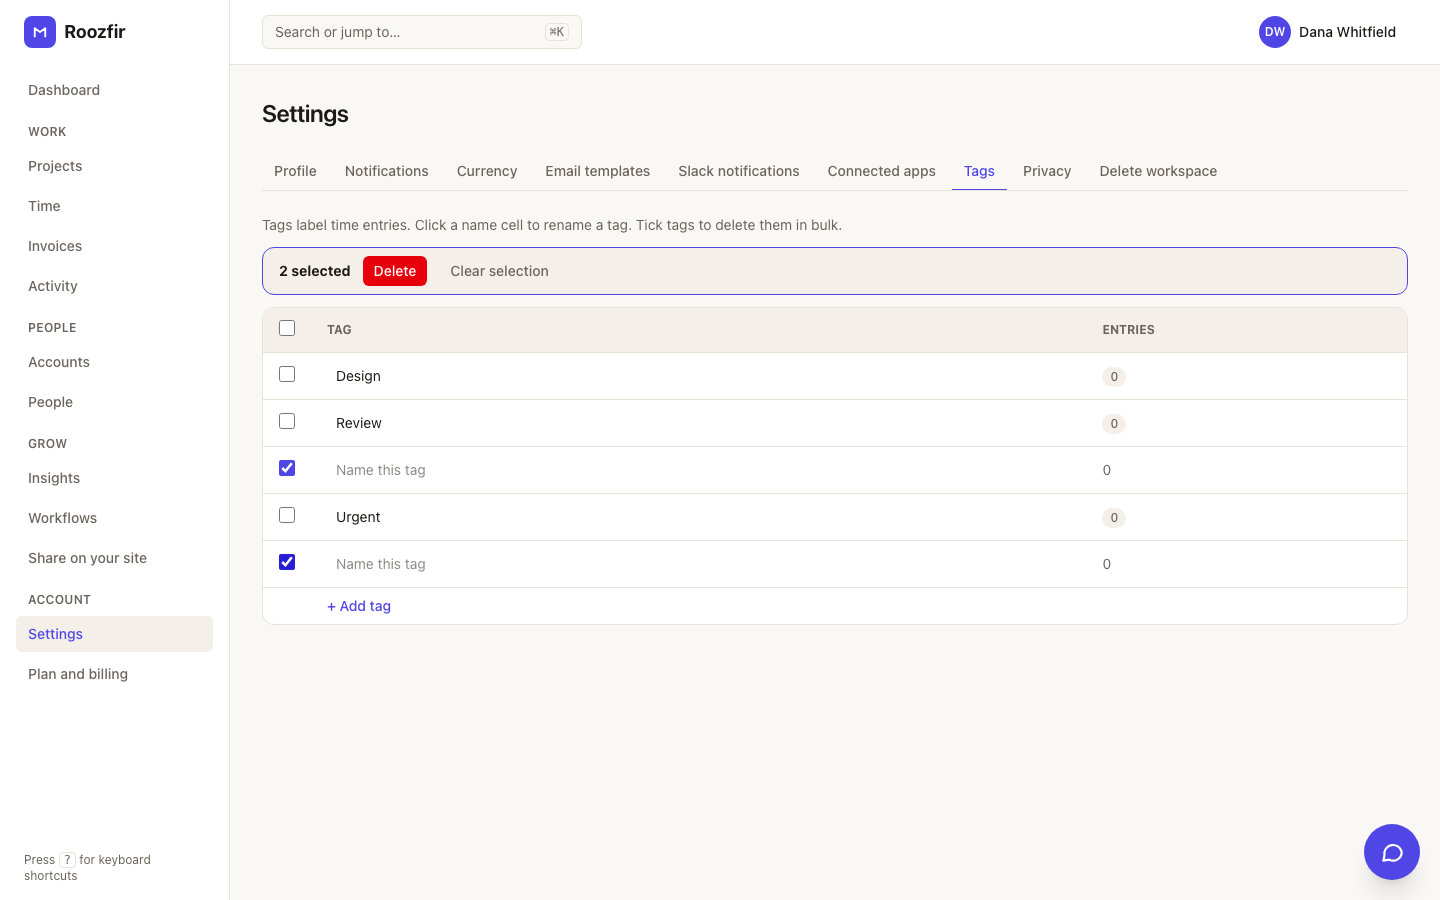 Roozfir
Search or jump to...
⌘K
DW
Dana Whitfield
Dashboard
WORK
Projects
Time
Invoices
Activity
PEOPLE
Accounts
People
GROW
Insights
Workflows
Share on your site
ACCOUNT
Settings
Plan and billing
Press ? for keyboard
shortcuts
Settings
Profile Notifications Currency Email templates Slack notifications Connected apps Tags Privacy Delete workspace
Tags label time entries. Click a name cell to rename a tag. Tick tags to delete them in bulk.
2 selected Delete Clear selection
TAG ENTRIES
Design 0
Review 0
Name this tag 0
Urgent 0
Name this tag 0
+ Add tag